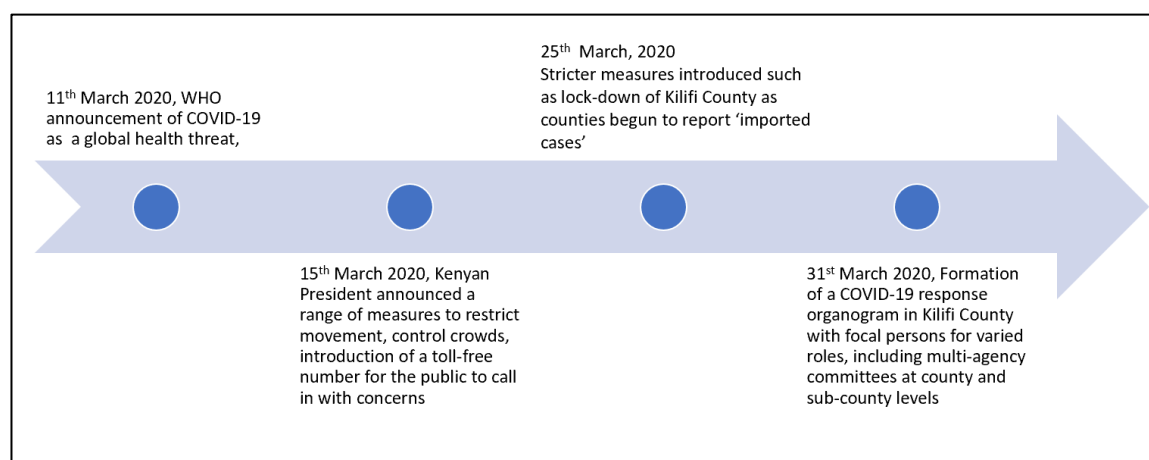 11th March 2020, WHO
announcement of COVID-19
as  a global health threat,
15th March 2020, Kenyan
President announced a
range of measures to restrict
movement, control crowds,
introduction of a toll-free
number for the public to call
in with concerns
25th  March, 2020
Stricter measures introduced such
as lock-down of Kilifi County as
counties begun to report ‘imported
cases’
31st March 2020, Formation
of a COVID-19 response
organogram in Kilifi County
with focal persons for varied
roles, including multi-agency
committees at county and
sub-county levels